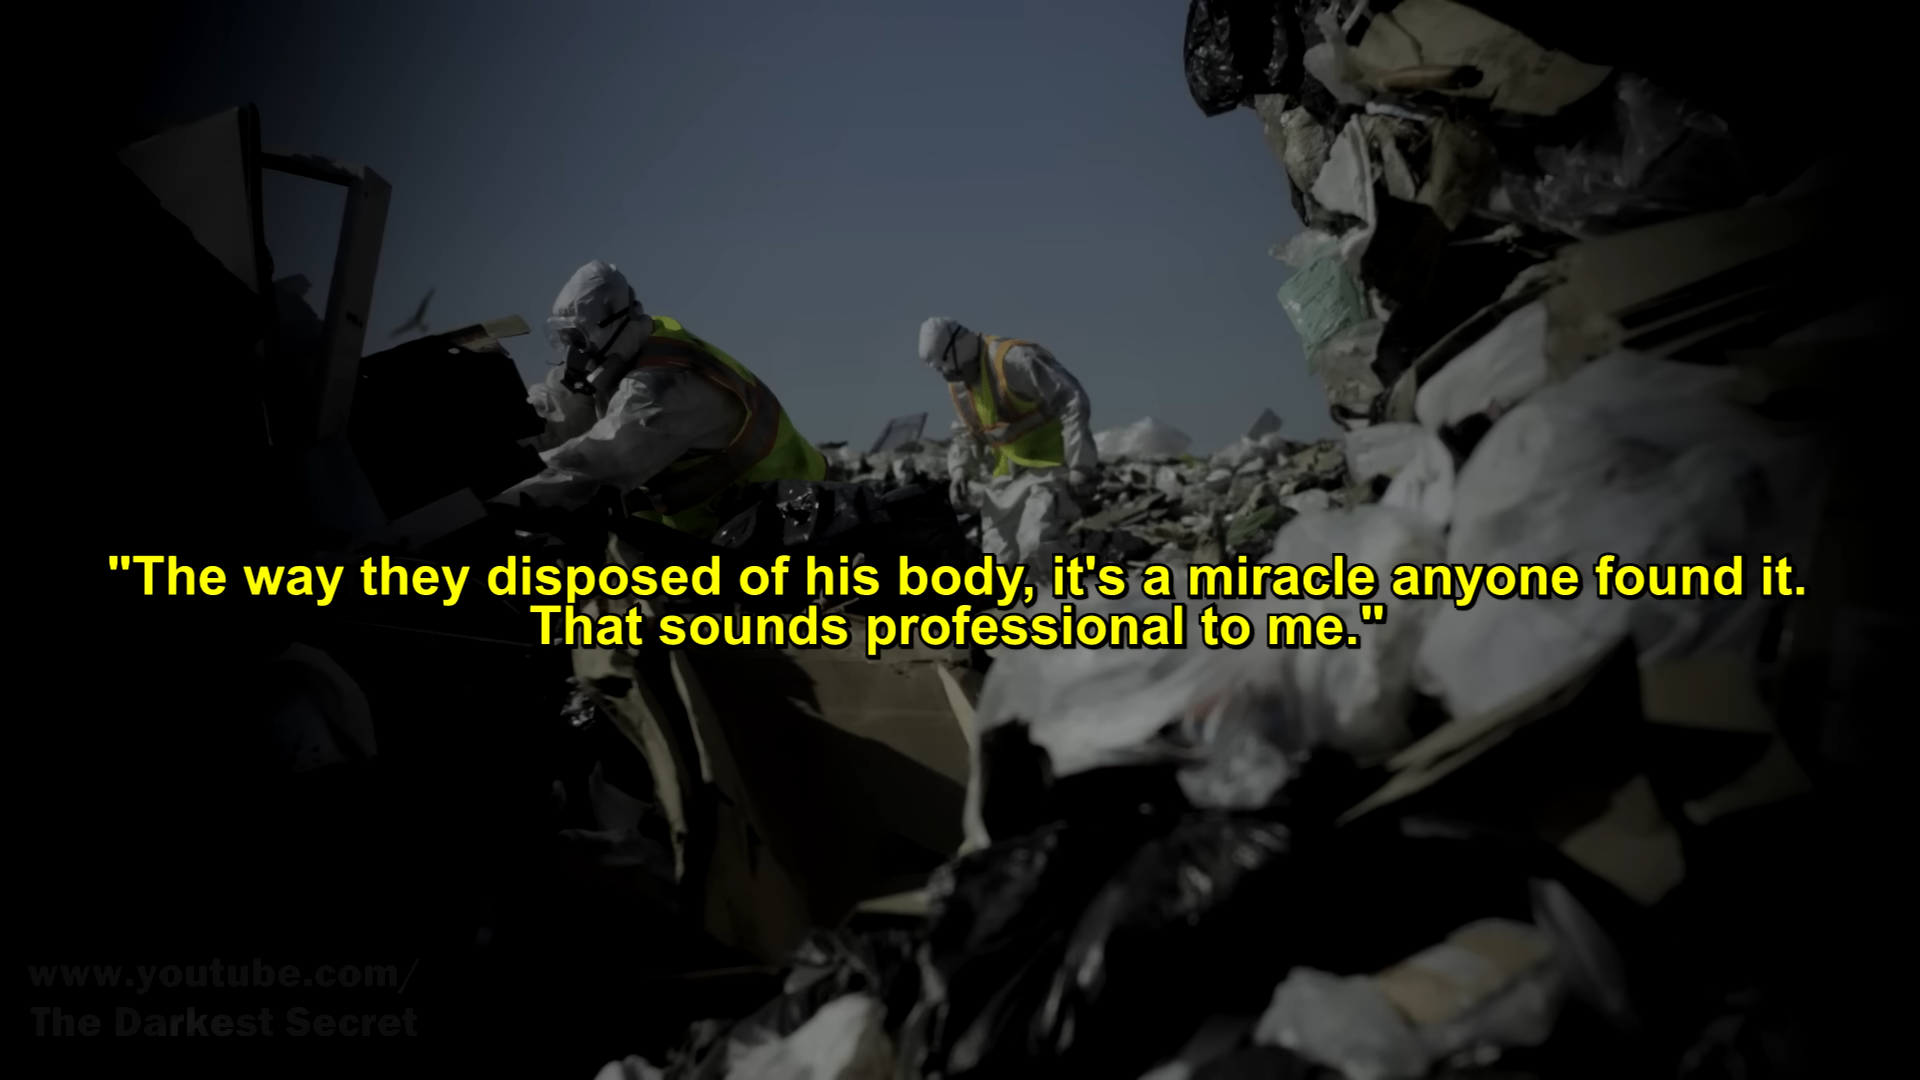 "The way they disposed of his body, it's a miracle anyone found it.
That sounds professional to me."
www.youtube.com/
The Darkest Secret